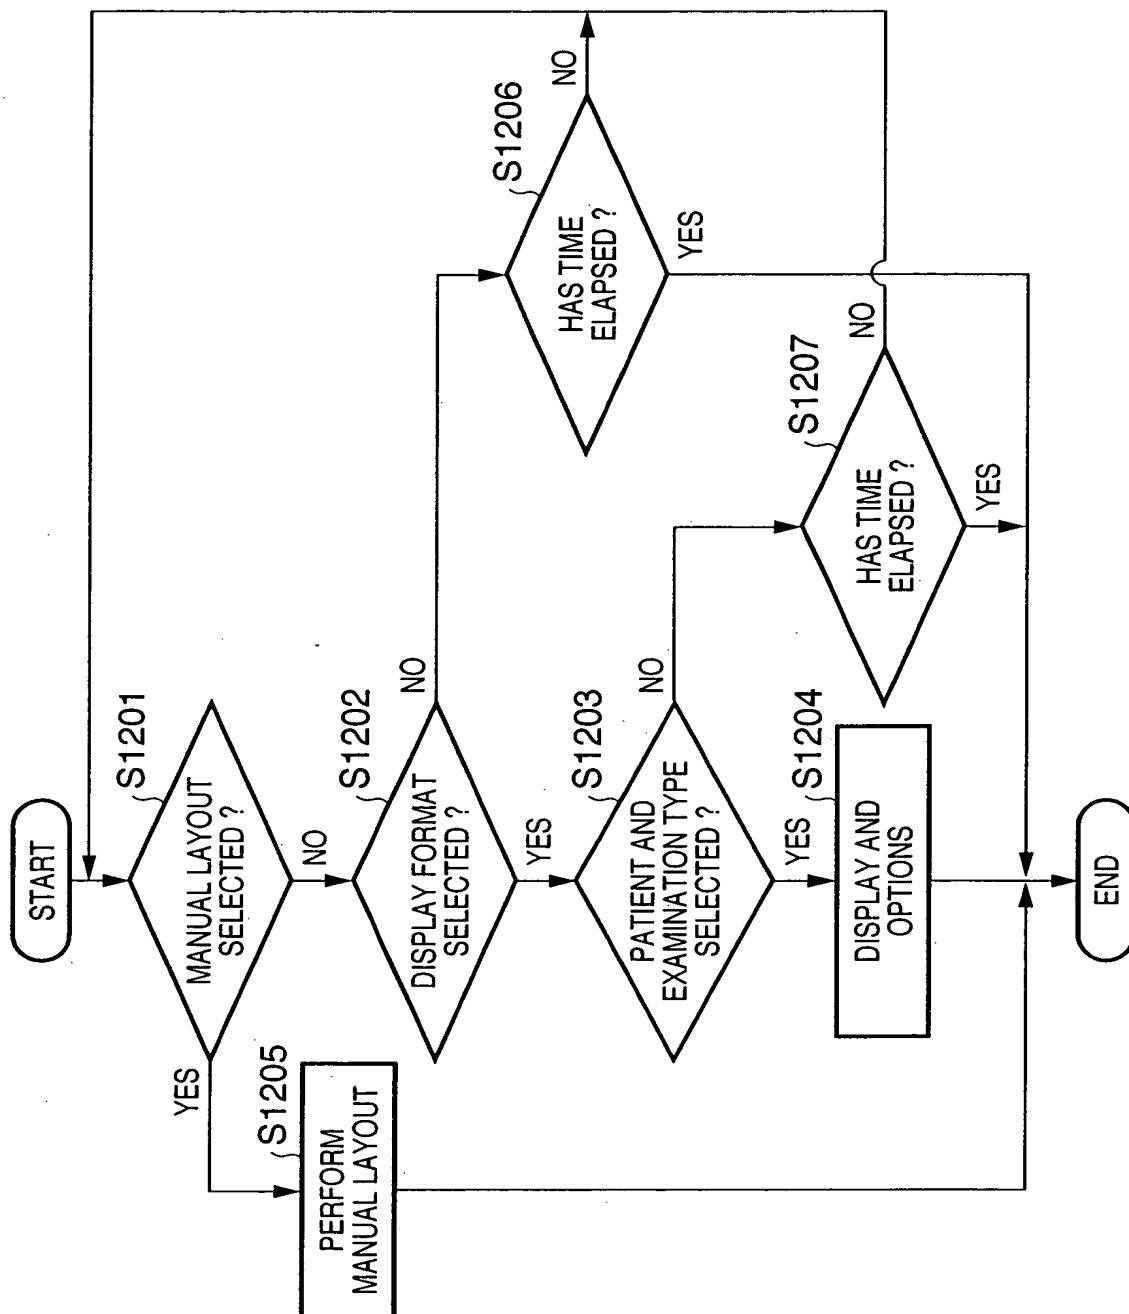 START
S1201
MANUAL LAYOUT
SELECTED ?
YES
NO
S1205
PERFORM
MANUAL LAYOUT
S1202
DISPLAY FORMAT
SELECTED ?
NO
YES
S1206
HAS TIME
ELAPSED ?
NO
YES
S1203
PATIENT AND
EXAMINATION TYPE
SELECTED ?
NO
YES
S1207
HAS TIME
ELAPSED ?
NO
YES
S1204
DISPLAY AND
OPTIONS
END